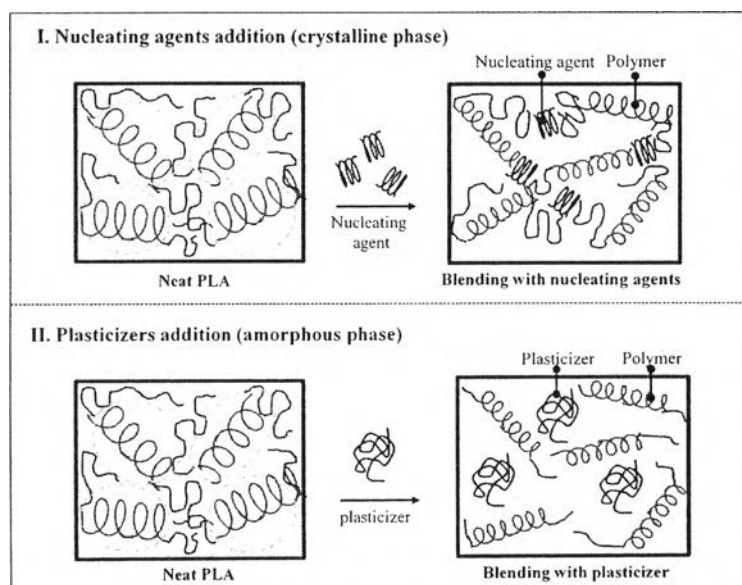 I. Nucleating agents addition (crystalline phase)
Nucleating agent Polymer
Nucleating
agent
Neat PLA
Blending with nucleating agents
II. Plasticizers addition (amorphous phase)
Plasticizer Polymer
plasticizer
Neat PLA
Blending with plasticizer